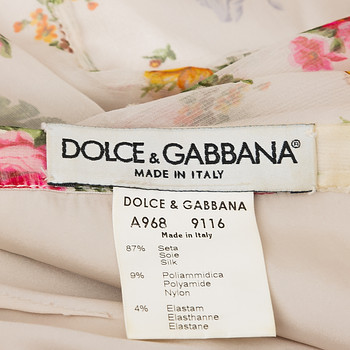 DOLCE & GABBANA®
MADE IN ITALY
DOLCE & GABBANA
A968 9116
Made in Italy
87% Seta
Soie
Silk
9% Poliammidica
Polyamide
Nylon
4% Elastam
Elasthanne
Elastane